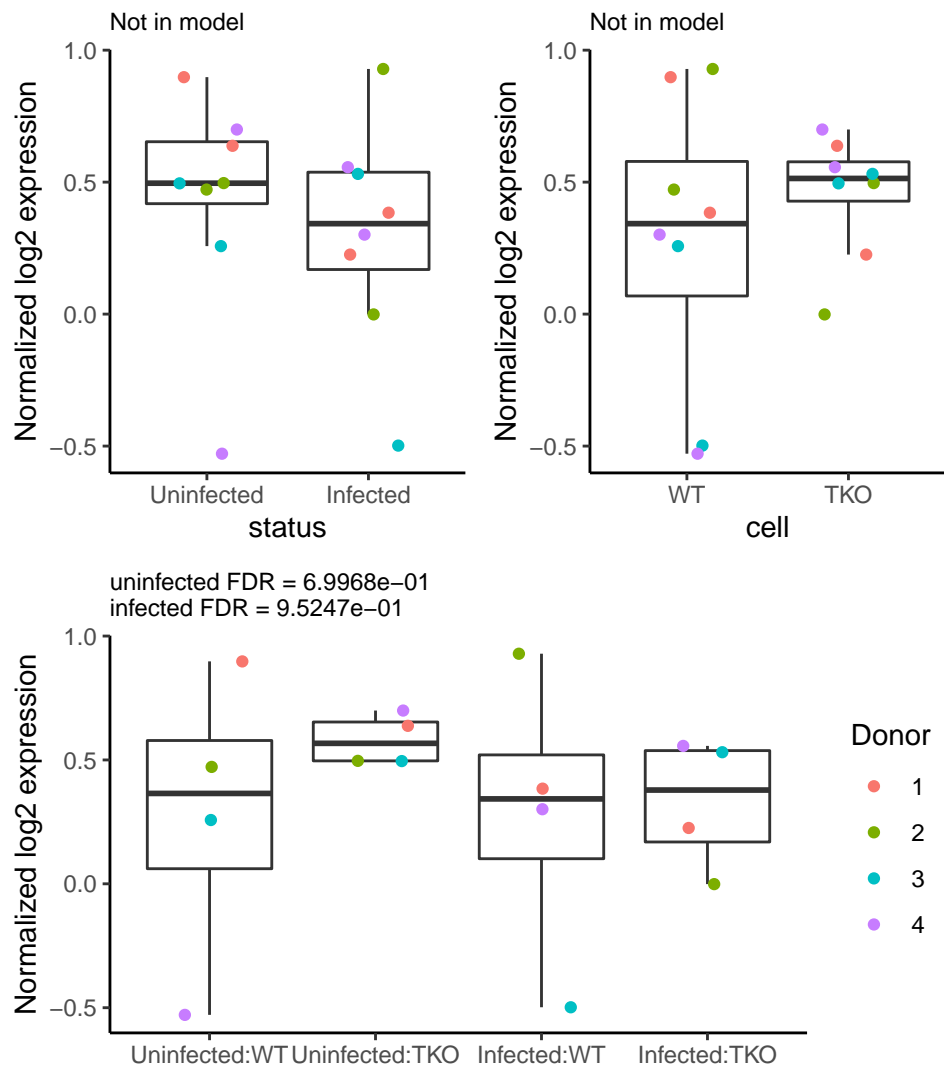 Not in model
Normalized log2 expression
1.0
0.5
0.0
−0.5
Uninfected Infected
status
Not in model
Normalized log2 expression
1.0
0.5
0.0
−0.5
WT TKO
cell
uninfected FDR = 6.9968e−01
infected FDR = 9.5247e−01
Normalized log2 expression
1.0
0.5
0.0
−0.5
Uninfected:WT Uninfected:TKO Infected:WT Infected:TKO
Donor
1
2
3
4